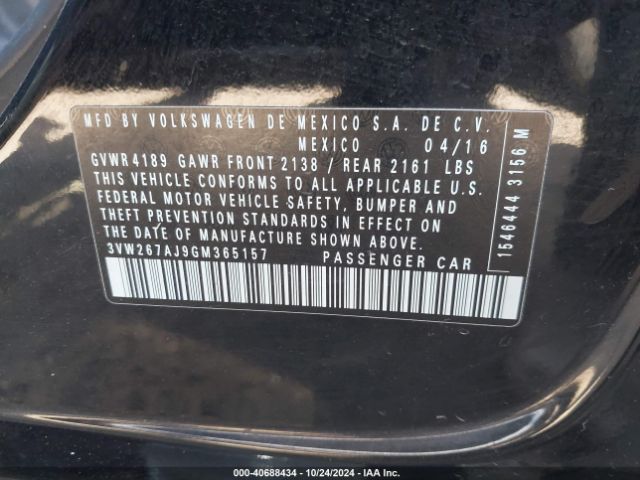 MFD BY VOLKSWAGEN DE MEXICO S.A. DE C.V.
MEXICO 04/16
GVWR4189 GAWR FRONT 2138 / REAR 2161 LBS
THIS VEHICLE CONFORMS TO ALL APPLICABLE U.S.
FEDERAL MOTOR VEHICLE SAFETY, BUMPER AND
THEFT PREVENTION STANDARDS IN EFFECT ON
THE DATE OF MANUFACTURE SHOWN ABOVE.
3VW267AJ9GM365157 PASSENGER CAR
1546444 3156 M
000-40688434 - 10/24/2024 - IAA Inc.